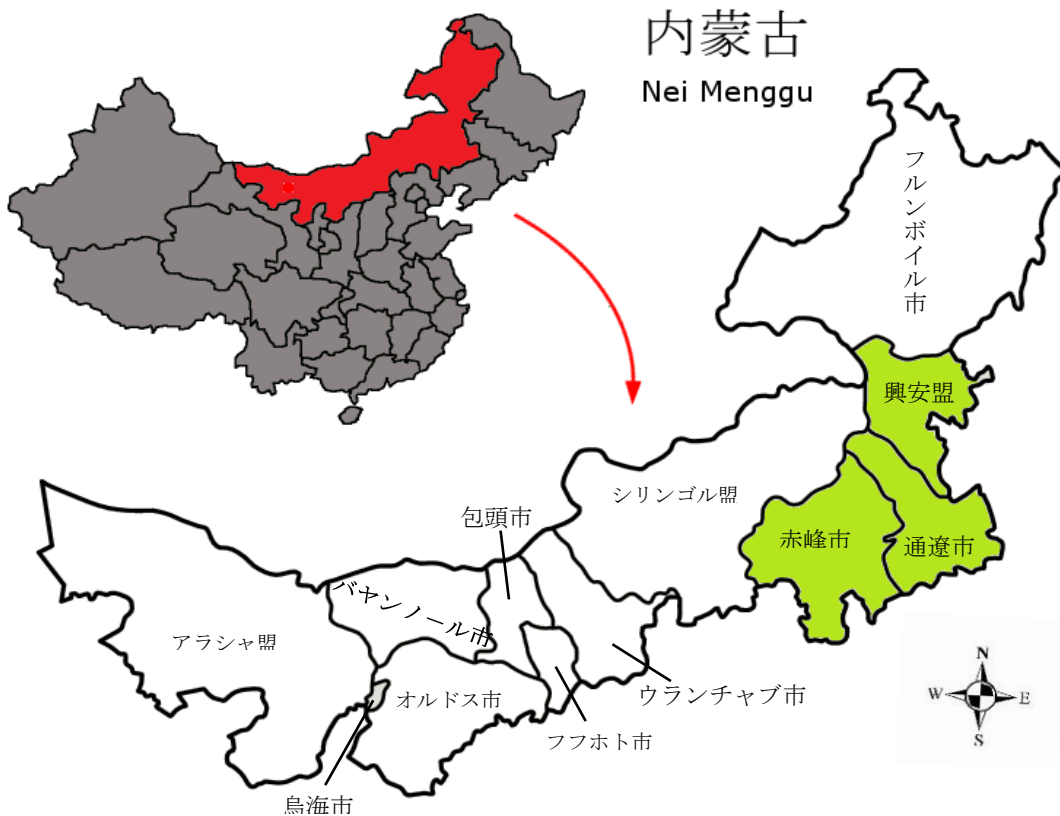 内蒙古
Nei Menggu
フルンボイル市
興安盟
シリンゴル盟
包頭市
赤峰市
通遼市
バヤンノール市
アラシャ盟
オルドス市
ウランチャブ市
フフホト市
烏海市
N
W
E
S